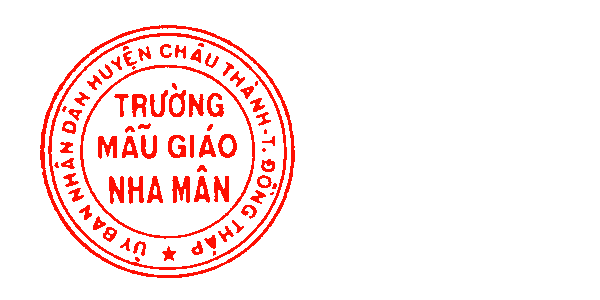 ỦY BAN NHÂN DÂN HUYỆN CHÂU THÀNH-T. ĐỒNG THÁP ★
TRƯỜNG
MẪU GIÁO
NHA MÂN